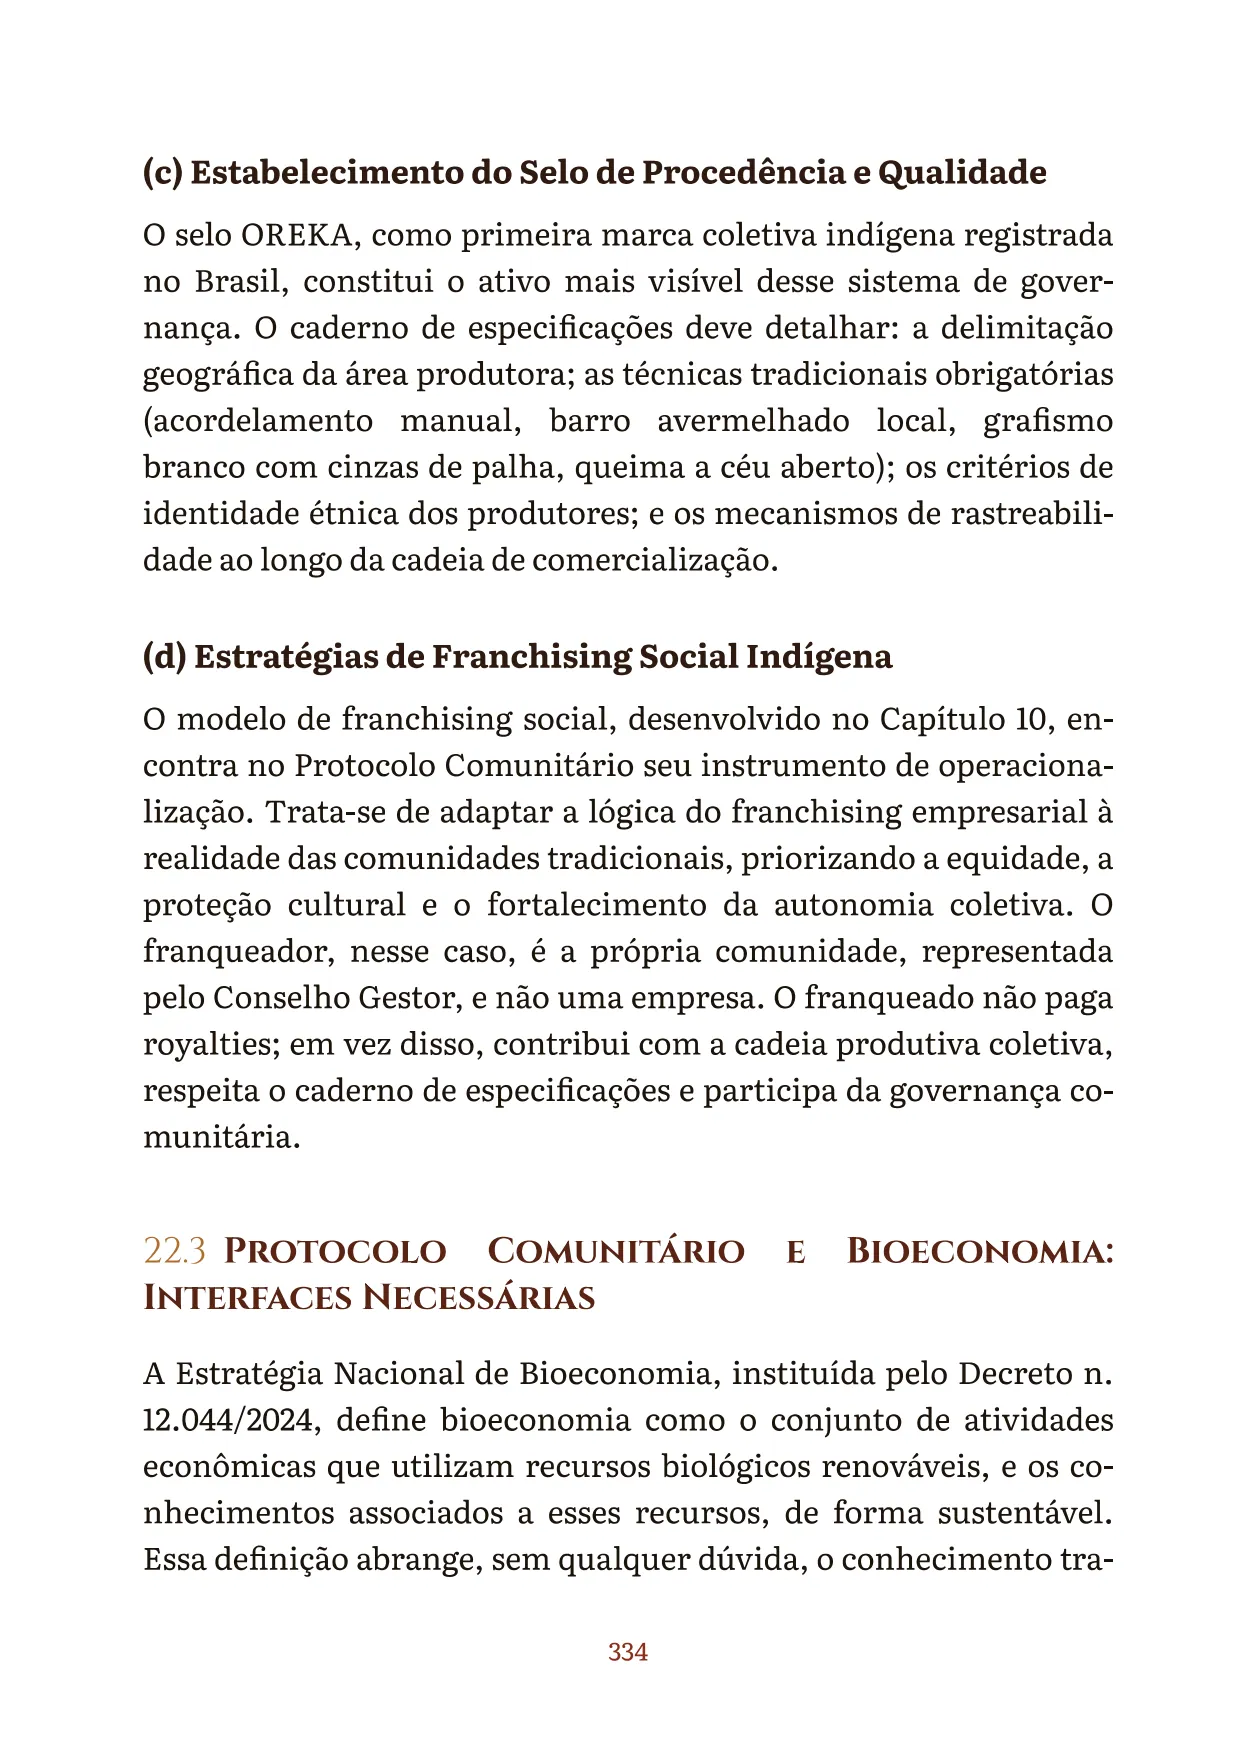 (c) Estabelecimento do Selo de Procedência e Qualidade
O selo OREKA, como primeira marca coletiva indígena registrada
no Brasil, constitui o ativo mais visível desse sistema de gover-
nança. O caderno de especificações deve detalhar: a delimitação
geográfica da área produtora; as técnicas tradicionais obrigatórias
(acordelamento manual, barro avermelhado local, grafismo
branco com cinzas de palha, queima a céu aberto); os critérios de
identidade étnica dos produtores; e os mecanismos de rastreabili-
dade ao longo da cadeia de comercialização.
(d) Estratégias de Franchising Social Indígena
O modelo de franchising social, desenvolvido no Capítulo 10, en-
contra no Protocolo Comunitário seu instrumento de operaciona-
lização. Trata-se de adaptar a lógica do franchising empresarial à
realidade das comunidades tradicionais, priorizando a equidade, a
proteção cultural e o fortalecimento da autonomia coletiva. O
franqueador, nesse caso, é a própria comunidade, representada
pelo Conselho Gestor, e não uma empresa. O franqueado não paga
royalties; em vez disso, contribui com a cadeia produtiva coletiva,
respeita o caderno de especificações e participa da governança co-
munitária.
22.3 Protocolo Comunitário e Bioeconomia:
Interfaces Necessárias
A Estratégia Nacional de Bioeconomia, instituída pelo Decreto n.
12.044/2024, define bioeconomia como o conjunto de atividades
econômicas que utilizam recursos biológicos renováveis, e os co-
nhecimentos associados a esses recursos, de forma sustentável.
Essa definição abrange, sem qualquer dúvida, o conhecimento tra-
334